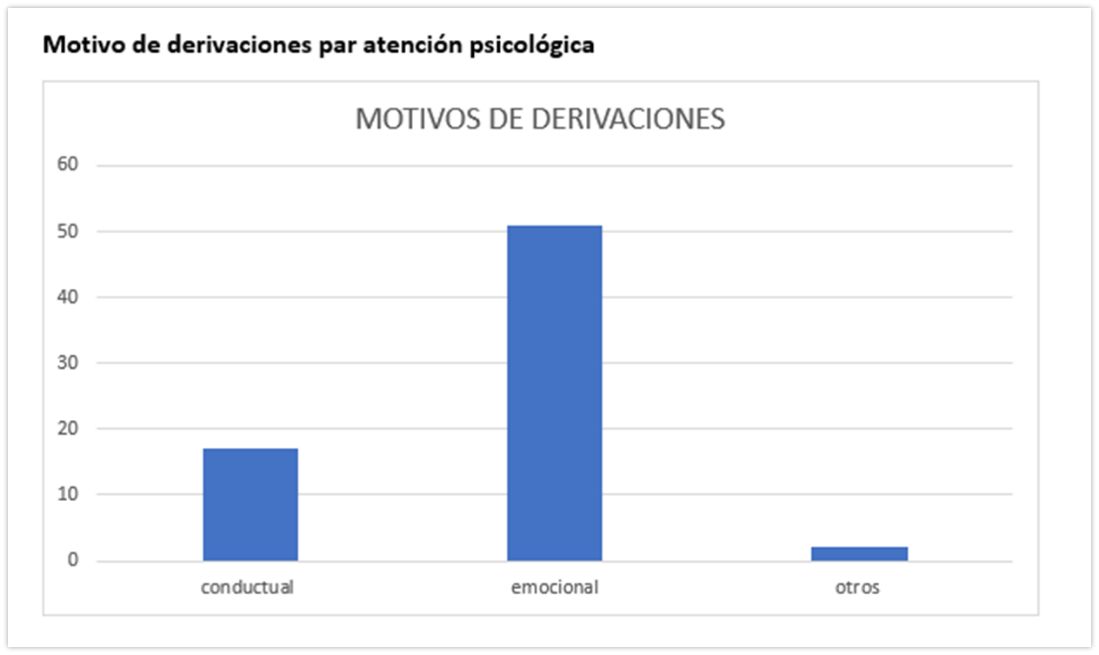 Motivo de derivaciones par atención psicológica
MOTIVOS DE DERIVACIONES
60
50
40
30
20
10
0
conductual
emocional
otros